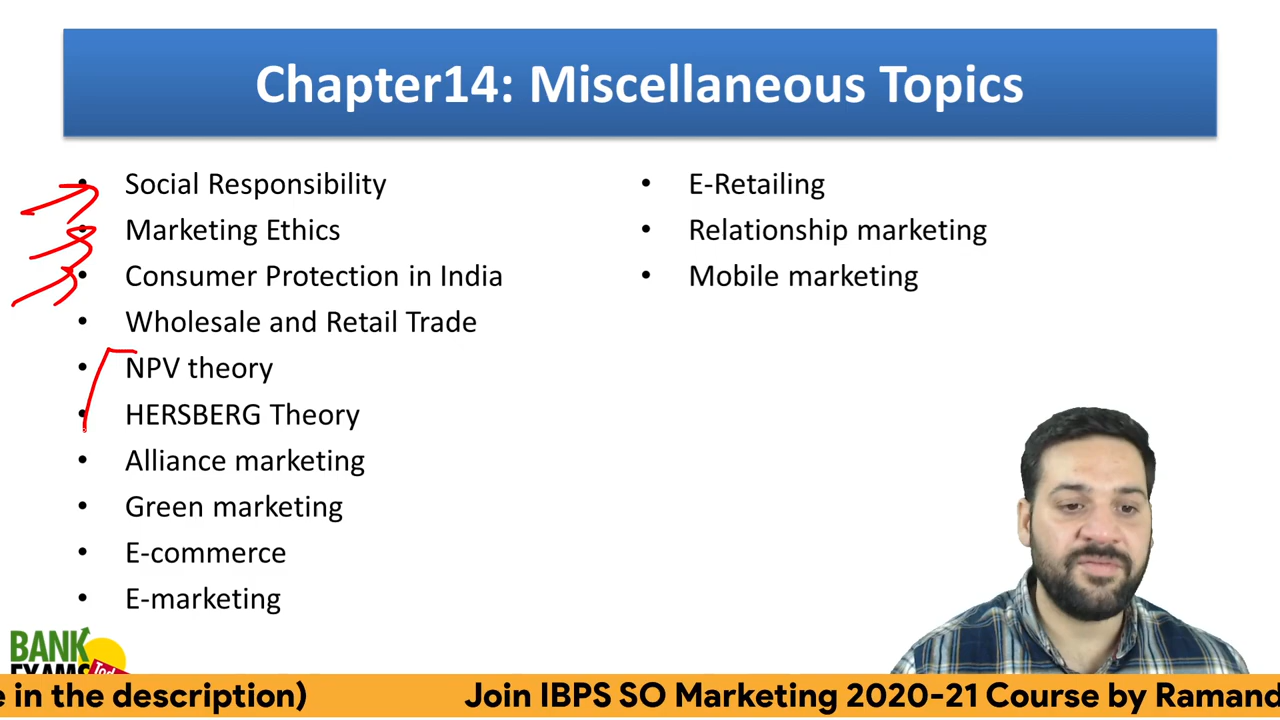 Chapter14: Miscellaneous Topics
• Social Responsibility
• Marketing Ethics
• Consumer Protection in India
• Wholesale and Retail Trade
• NPV theory
• HERSBERG Theory
• Alliance marketing
• Green marketing
• E-commerce
• E-marketing
• E-Retailing
• Relationship marketing
• Mobile marketing
BANK
EXAMS Today
e in the description) Join IBPS SO Marketing 2020-21 Course by Ramand